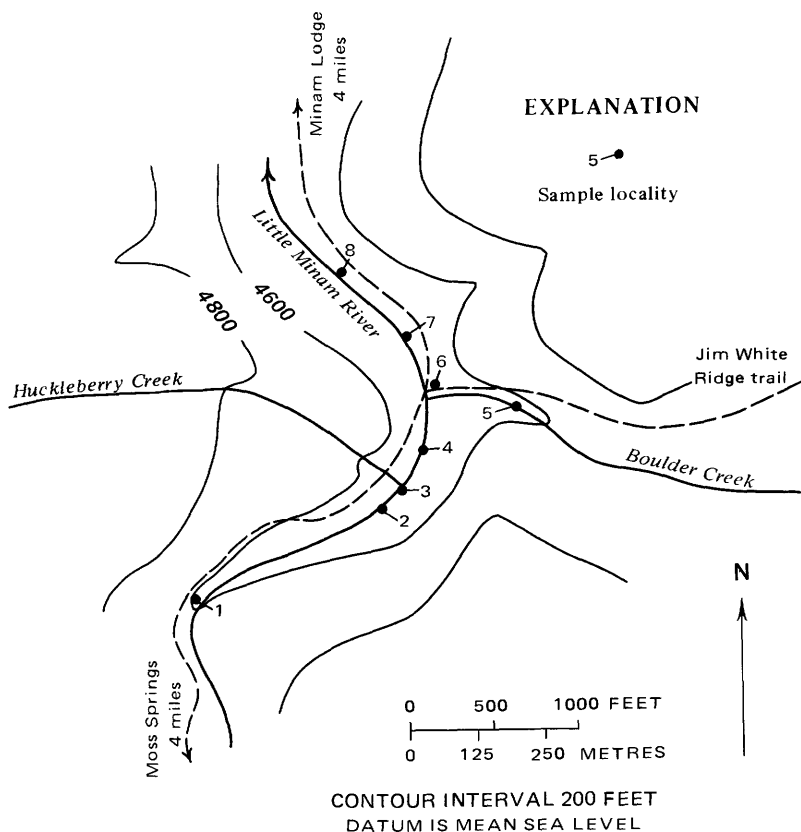 Minam Lodge
4 miles
EXPLANATION
5
Sample locality
Little Minam River
8
4800
4600
7
6
Jim White
Ridge trail
Huckleberry Creek
5
4
Boulder Creek
3
2
1
N
Moss Springs
4 miles
0 500 1000 FEET
0 125 250 METRES
CONTOUR INTERVAL 200 FEET
DATUM IS MEAN SEA LEVEL